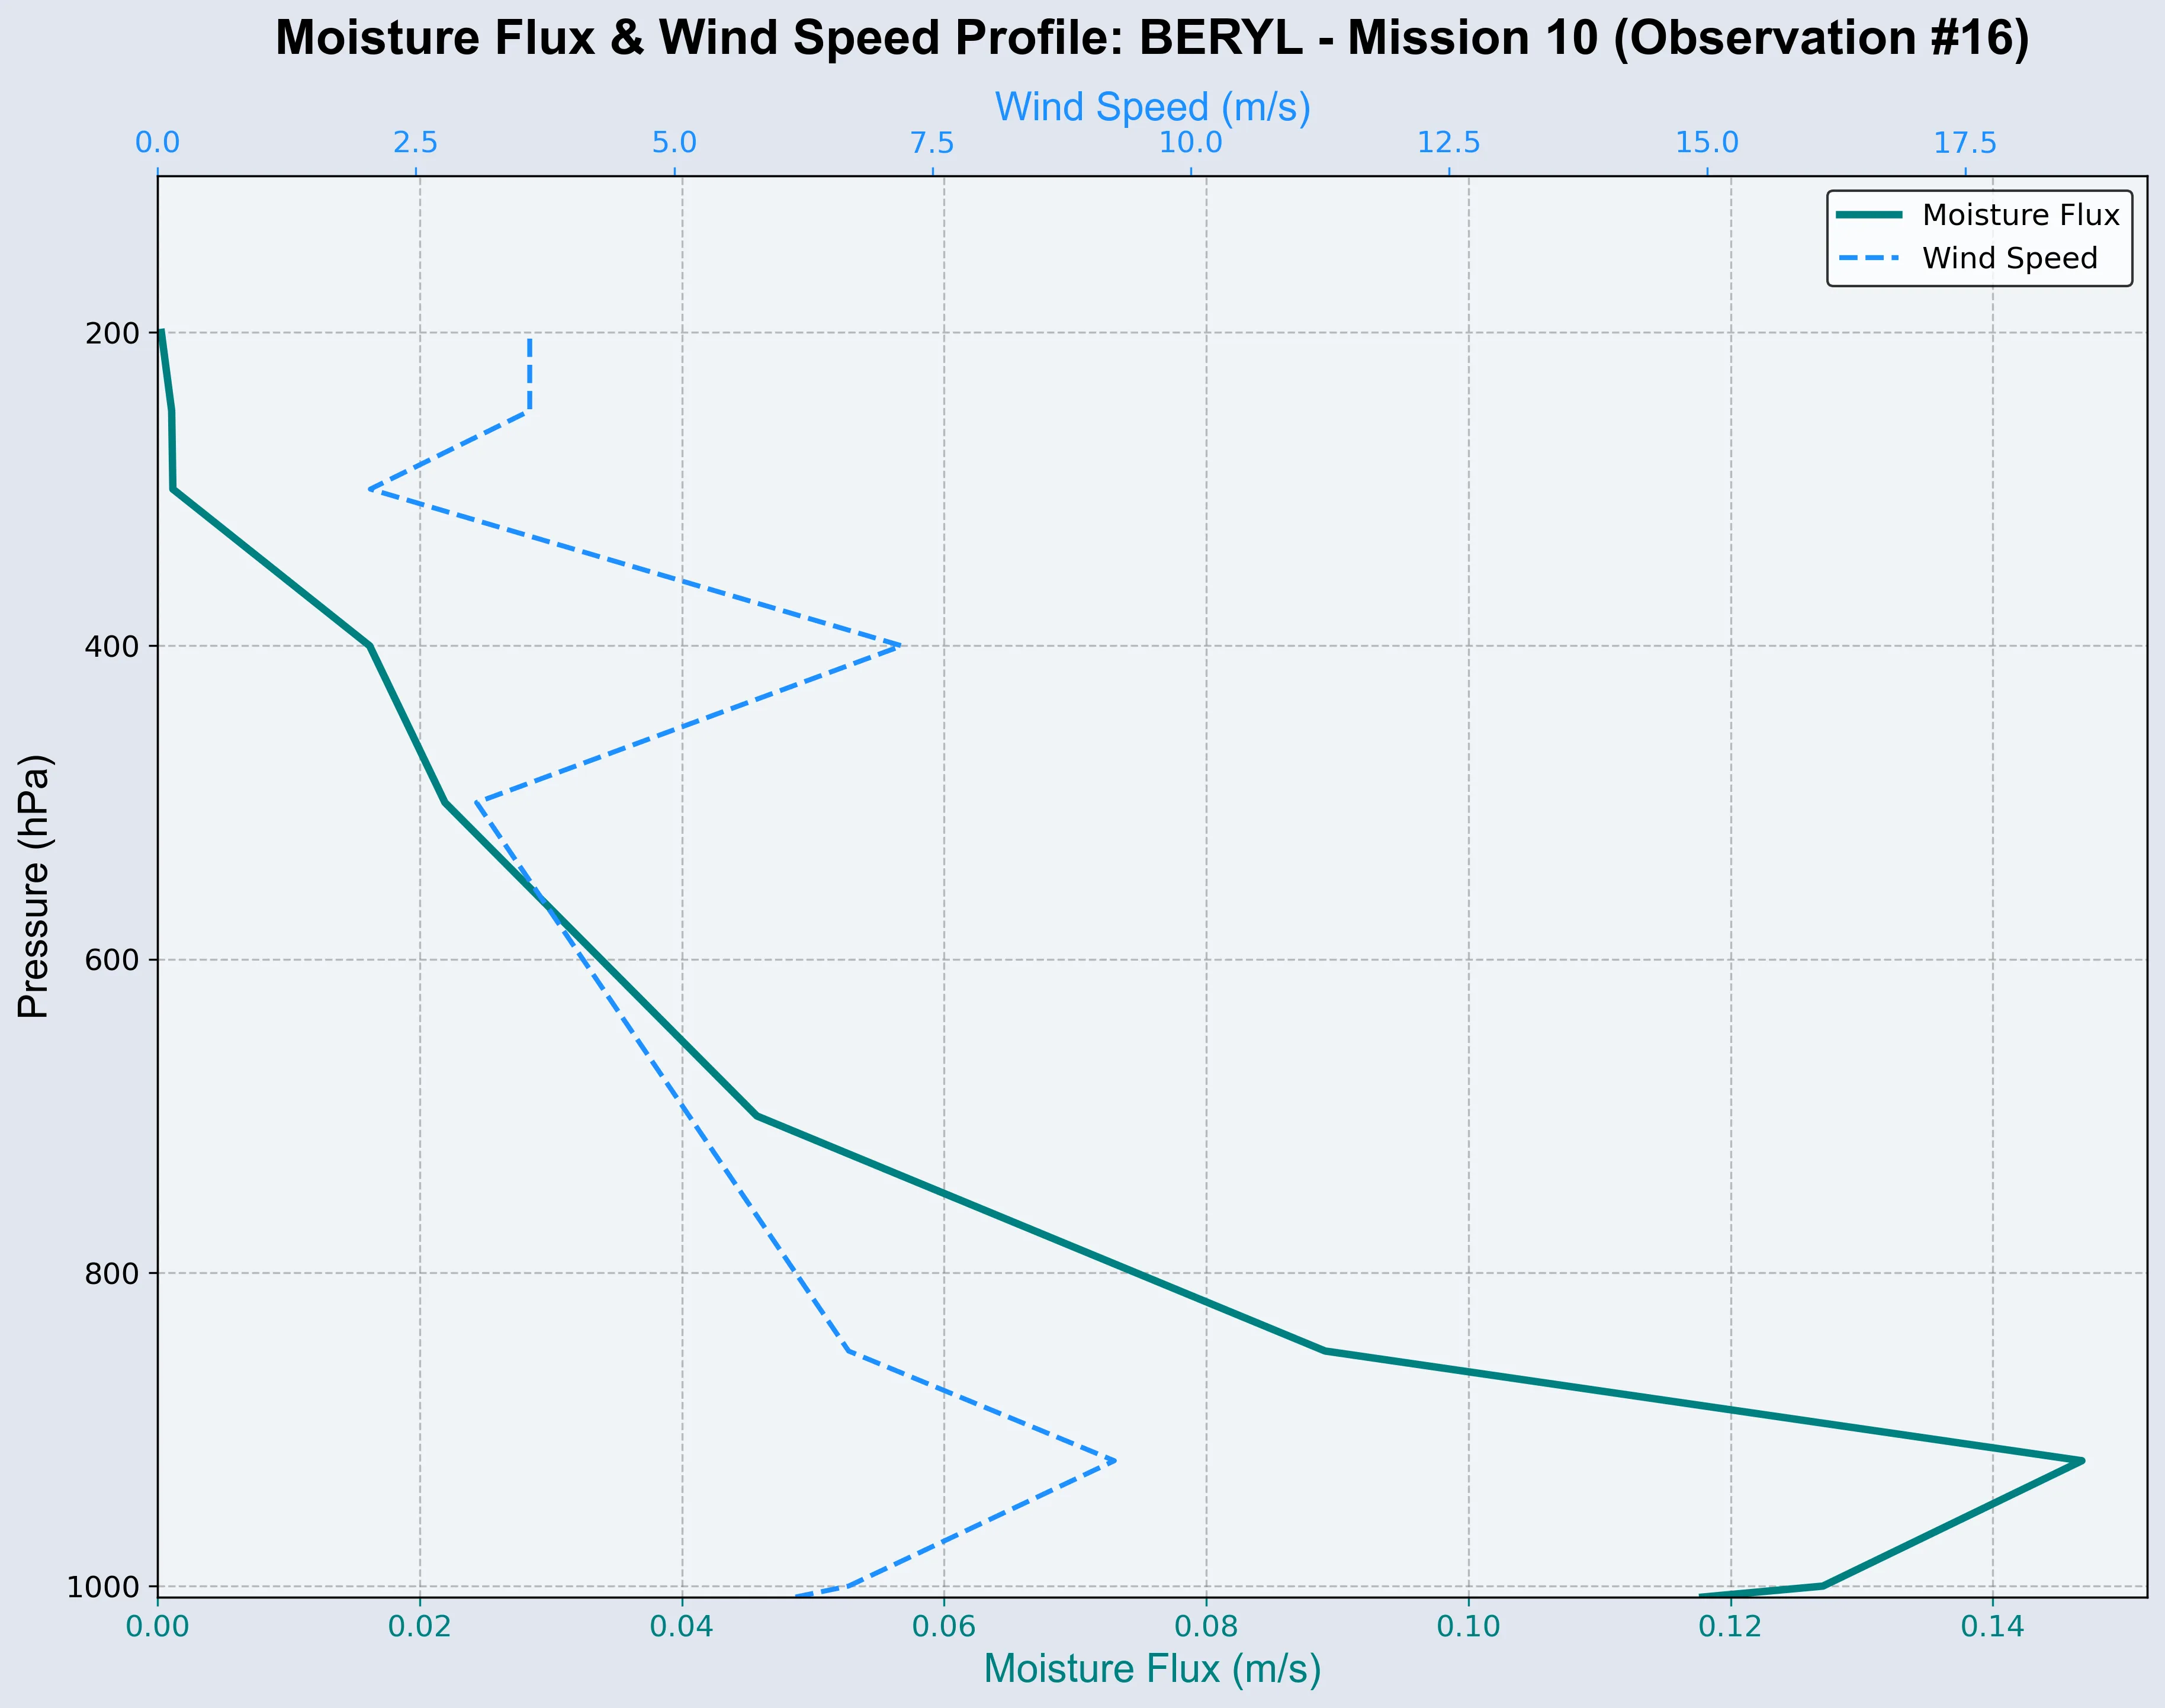 Moisture Flux & Wind Speed Profile: BERYL - Mission 10 (Observation #16)
Wind Speed (m/s)
0.0 2.5 5.0 7.5 10.0 12.5 15.0 17.5
Moisture Flux
Wind Speed
200
400
600
800
1000
Pressure (hPa)
0.00 0.02 0.04 0.06 0.08 0.10 0.12 0.14
Moisture Flux (m/s)